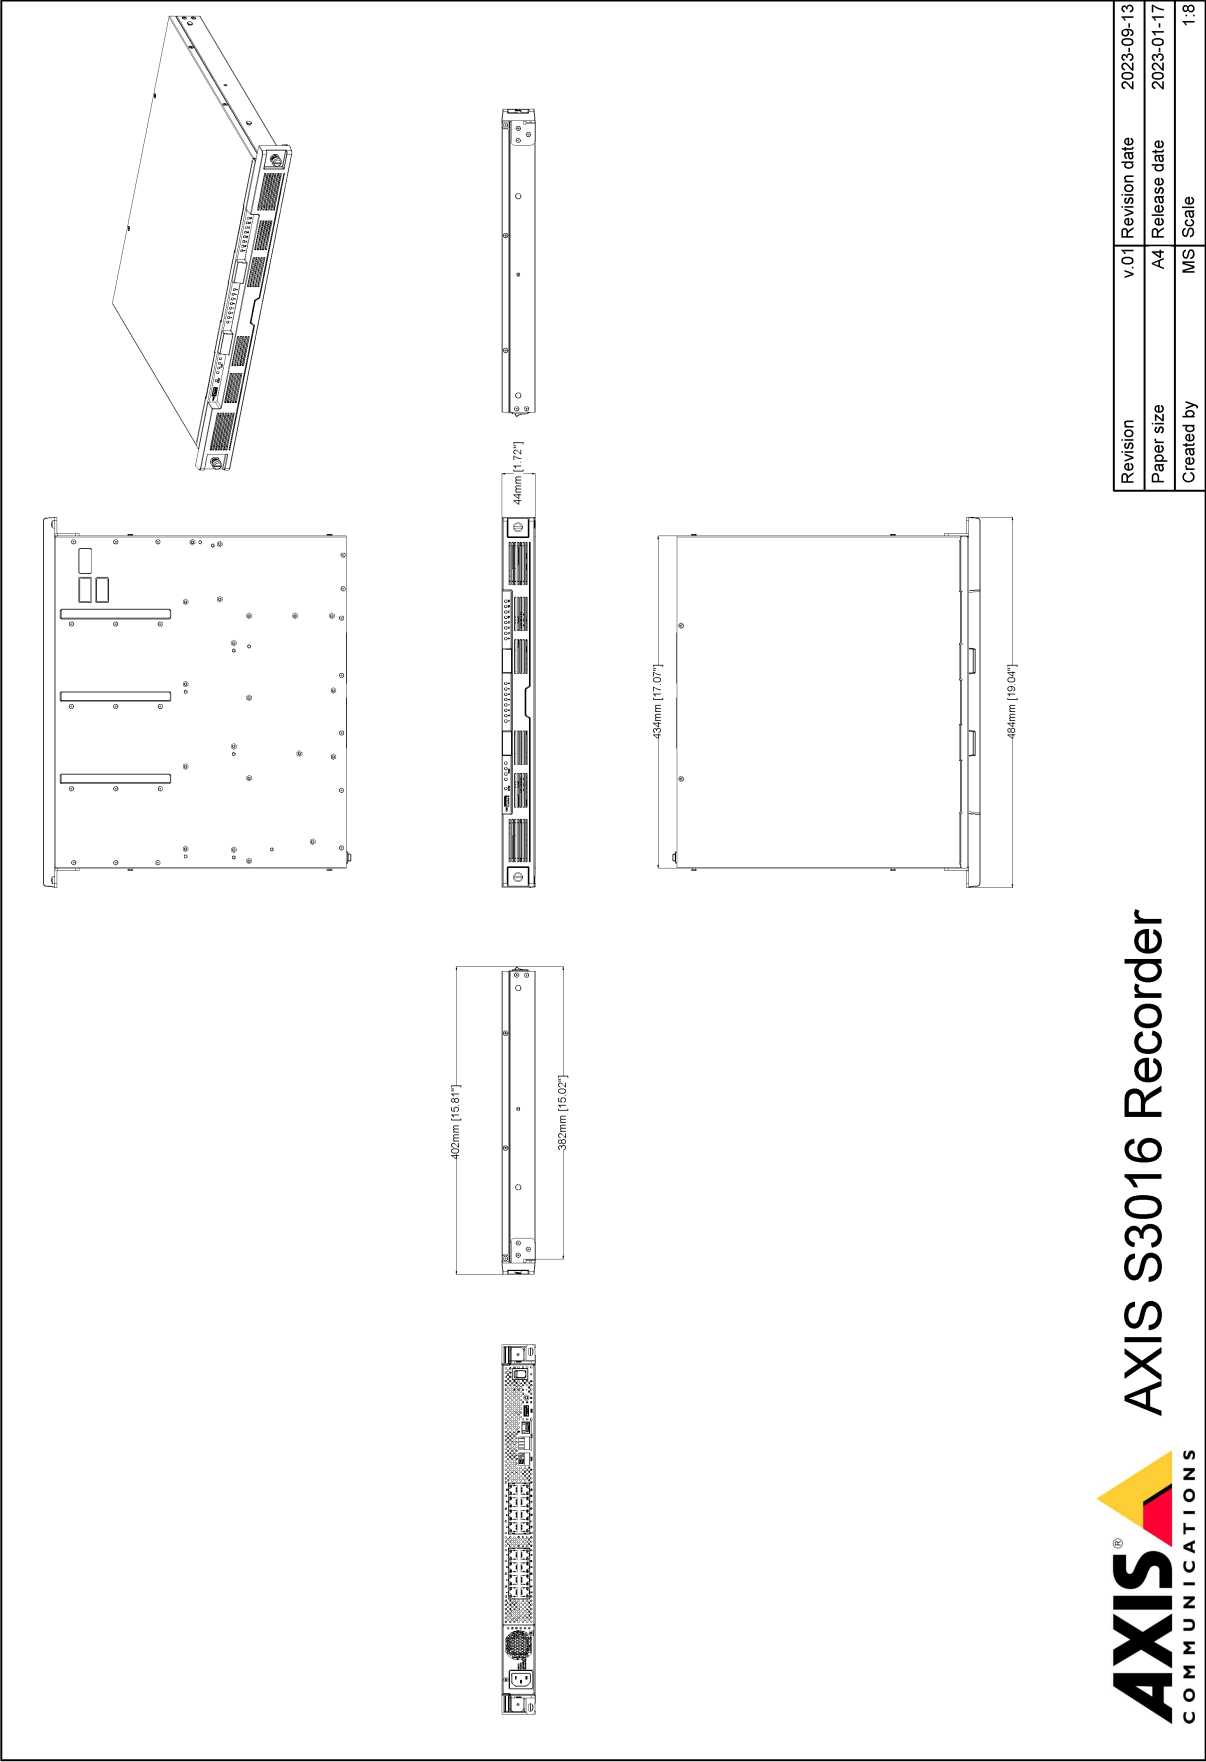 44mm [1.72"]
434mm [17.07"]
484mm [19.04"]
402mm [15.81"]
382mm [15.02"]
AXIS®
COMMUNICATIONS
AXIS S3016 Recorder
Revision v.01 Revision date 2023-09-13
Paper size A4 Release date 2023-01-17
Created by MS Scale 1:8